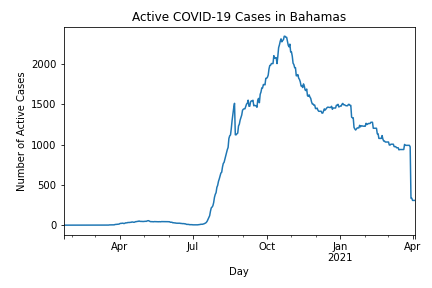 Active COVID-19 Cases in Bahamas
Number of Active Cases
2000
1500
1000
500
0
Apr
Jul
Oct
Jan
2021
Apr
Day